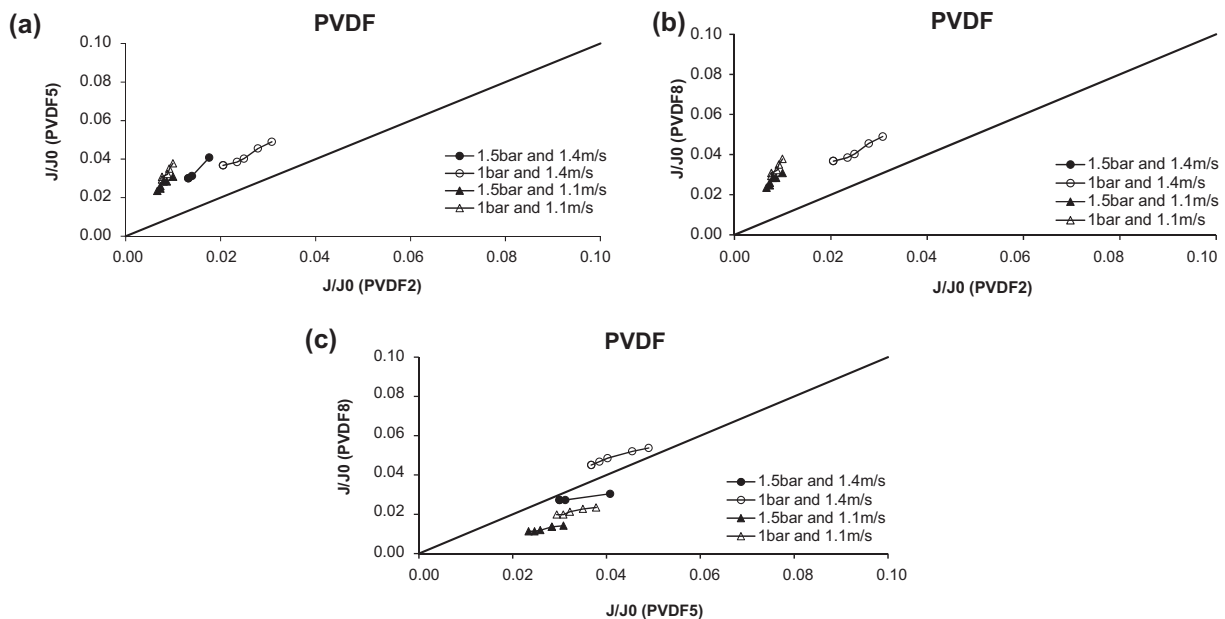 (a)
PVDF
J/J0 (PVDF5)
0.10
0.08
0.06
0.04
0.02
0.00
1.5bar and 1.4m/s
1bar and 1.4m/s
1.5bar and 1.1m/s
1bar and 1.1m/s
0.00 0.02 0.04 0.06 0.08 0.10
J/J0 (PVDF2)
(b)
PVDF
J/J0 (PVDF8)
0.10
0.08
0.06
0.04
0.02
0.00
1.5bar and 1.4m/s
1bar and 1.4m/s
1.5bar and 1.1m/s
1bar and 1.1m/s
0.00 0.02 0.04 0.06 0.08 0.10
J/J0 (PVDF2)
(c)
PVDF
J/J0 (PVDF8)
0.10
0.08
0.06
0.04
0.02
0.00
1.5bar and 1.4m/s
1bar and 1.4m/s
1.5bar and 1.1m/s
1bar and 1.1m/s
0.00 0.02 0.04 0.06 0.08 0.10
J/J0 (PVDF5)